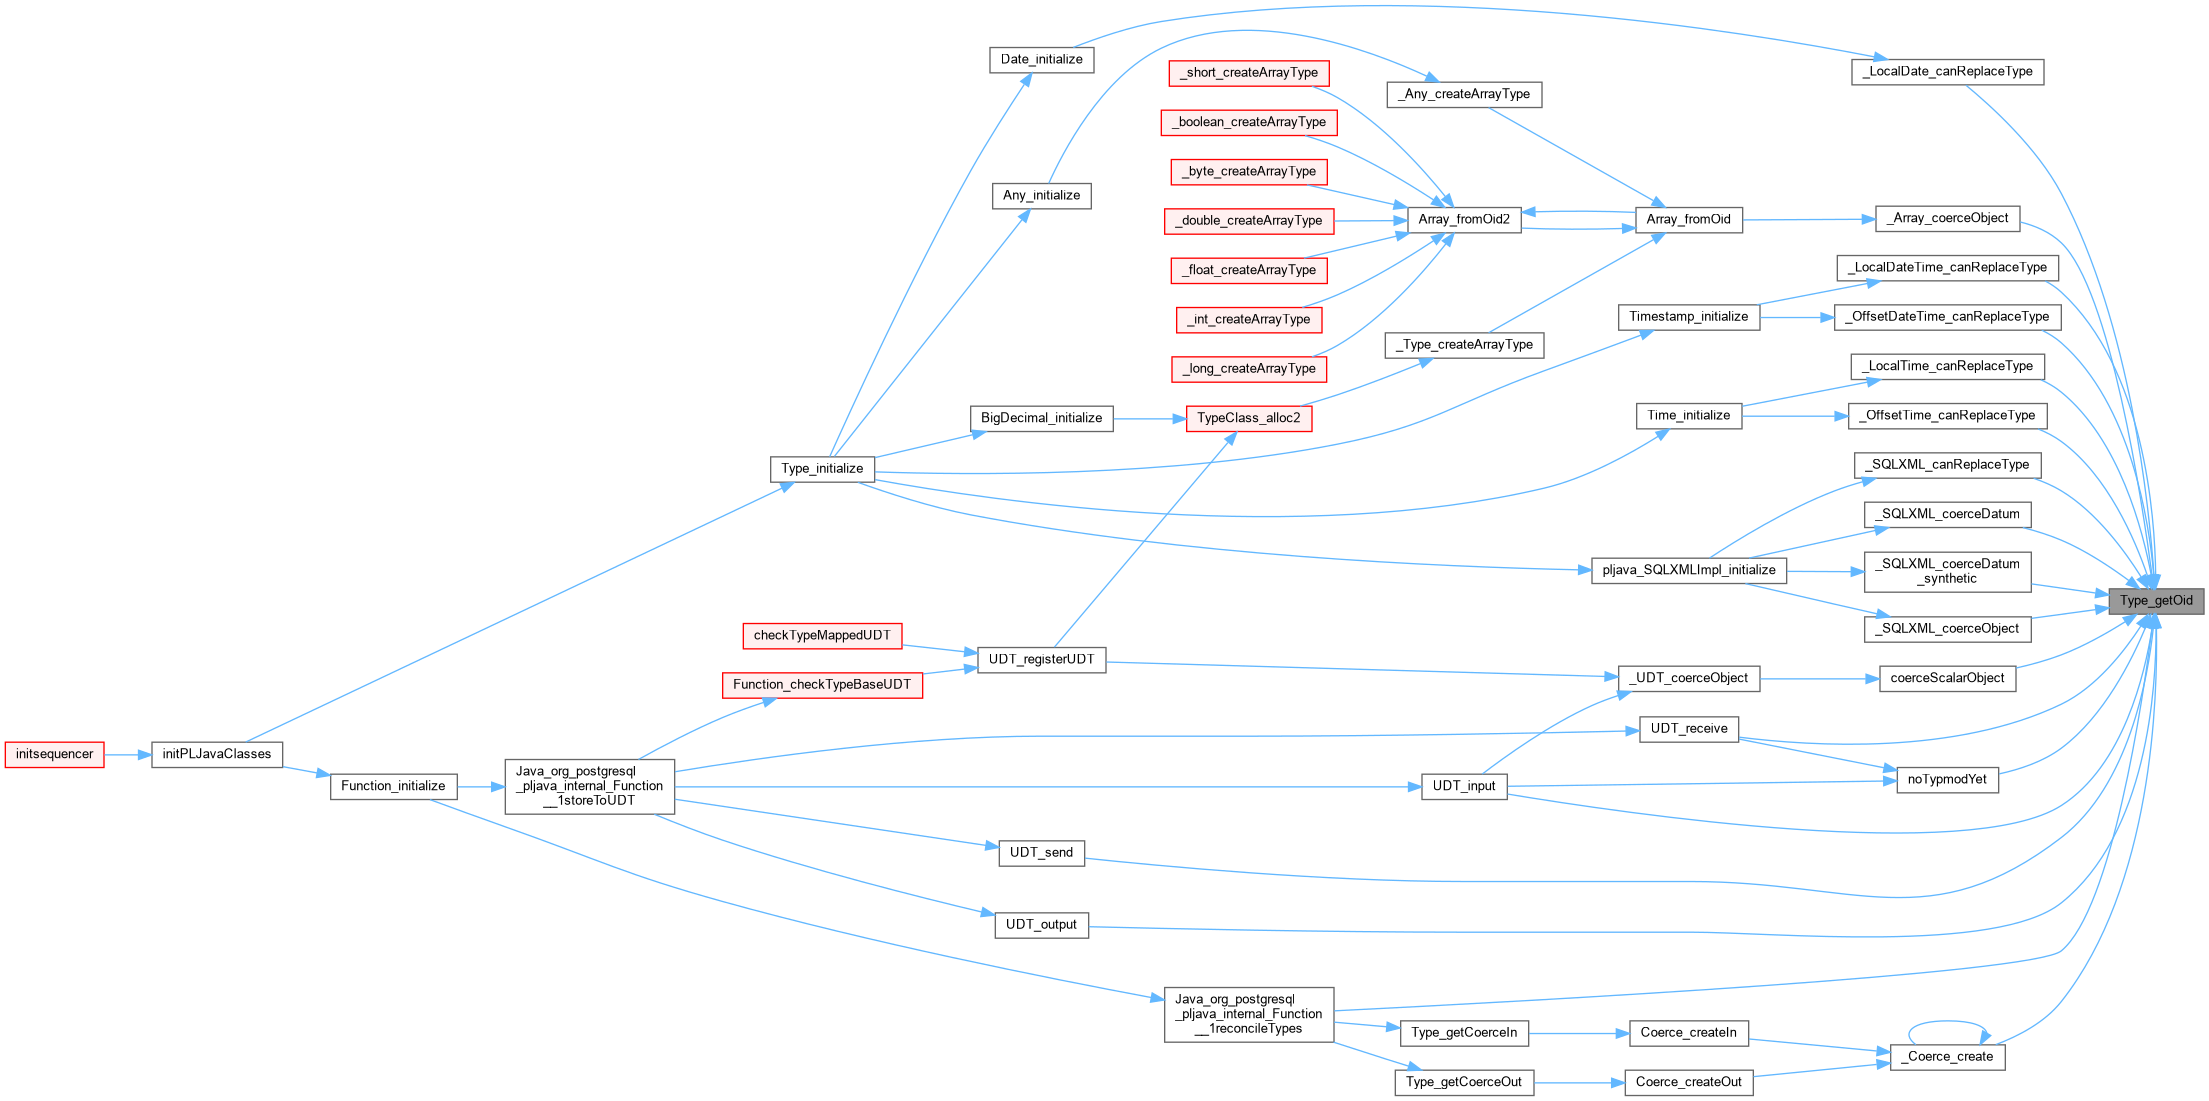 Date_initialize
_LocalDate_canReplaceType
_short_createArrayType
_Any_createArrayType
_boolean_createArrayType
_byte_createArrayType
Any_initialize
_double_createArrayType
Array_fromOid2
Array_fromOid
_Array_coerceObject
_float_createArrayType
_LocalDateTime_canReplaceType
_int_createArrayType
Timestamp_initialize
_OffsetDateTime_canReplaceType
_Type_createArrayType
_long_createArrayType
_LocalTime_canReplaceType
BigDecimal_initialize
TypeClass_alloc2
Time_initialize
_OffsetTime_canReplaceType
Type_initialize
_SQLXML_canReplaceType
_SQLXML_coerceDatum
pljava_SQLXMLImpl_initialize
_SQLXML_coerceDatum
_synthetic
Type_getOid
_SQLXML_coerceObject
checkTypeMappedUDT
UDT_registerUDT
Function_checkTypeBaseUDT
_UDT_coerceObject
coerceScalarObject
UDT_receive
initsequencer
initPLJavaClasses
Function_initialize
Java_org_postgresql
_pljava_internal_Function
__1storeToUDT
UDT_input
noTypmodYet
UDT_send
UDT_output
Java_org_postgresql
_pljava_internal_Function
__1reconcileTypes
Type_getCoerceIn
Coerce_createIn
_Coerce_create
Type_getCoerceOut
Coerce_createOut